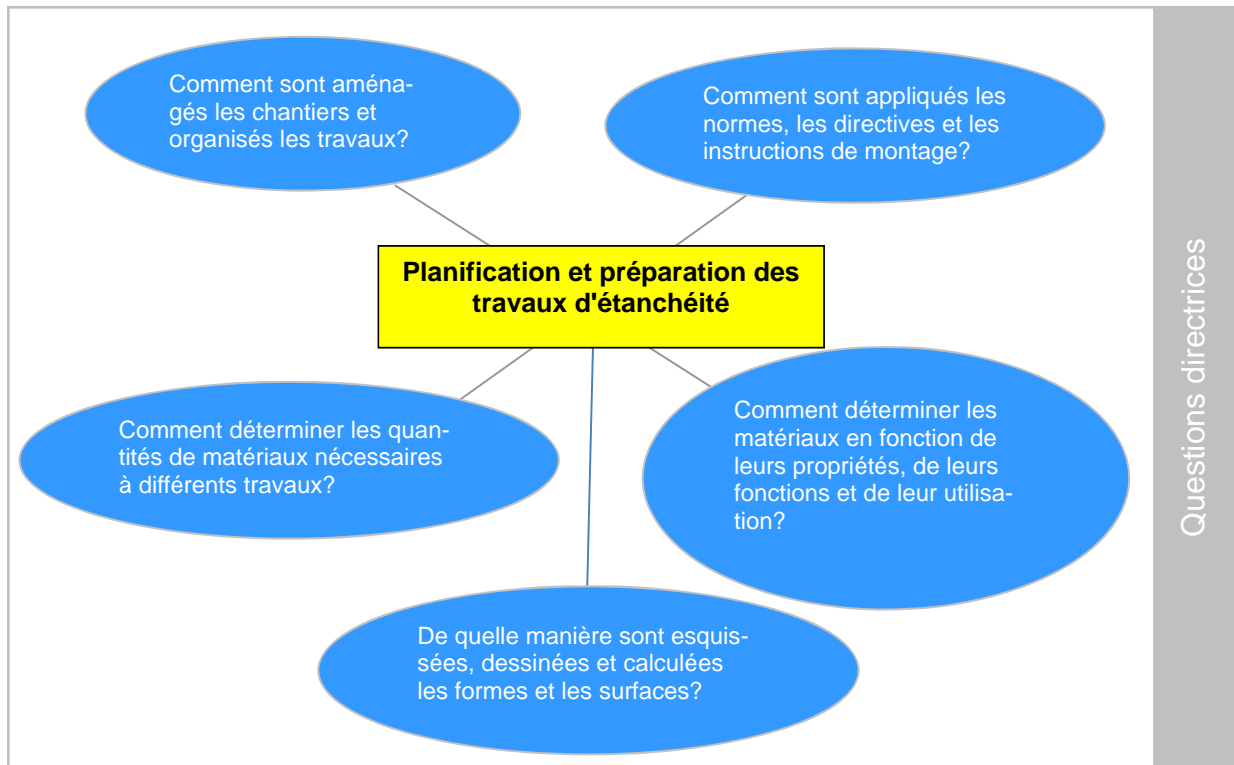 Comment sont aména-
gés les chantiers et
organisés les travaux?
Comment sont appliqués les
normes, les directives et les
instructions de montage?
Planification et préparation des
travaux d'étanchéité
Comment déterminer les quan-
tités de matériaux nécessaires
à différents travaux?
Comment déterminer les
matériaux en fonction de
leurs propriétés, de leurs
fonctions et de leur utilisa-
tion?
De quelle manière sont esquis-
sées, dessinées et calculées
les formes et les surfaces?
Questions directrices